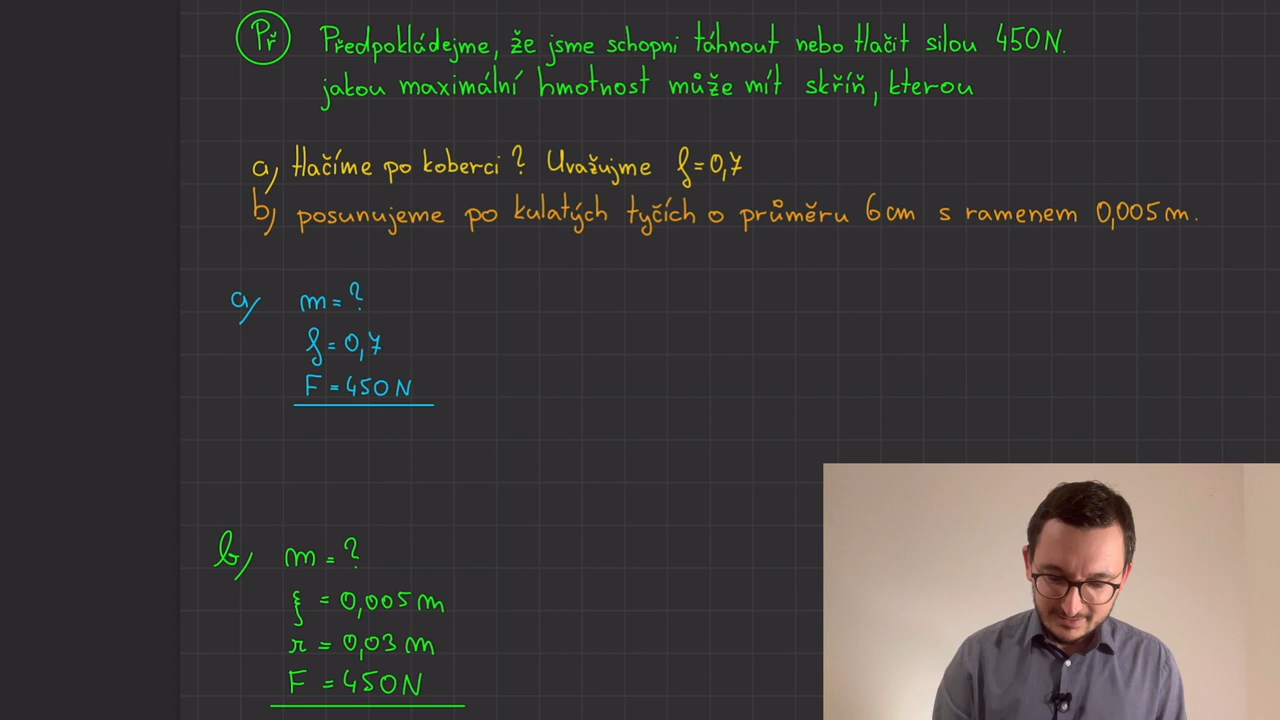 Př Předpokládejme, že jsme schopni táhnout nebo tlačit silou 450N.
jakou maximální hmotnost může mít skříň, kterou
a) tlačíme po koberci? Uvažujme f=0,7
b) posunujeme po kulatých tyčích o průměru 6cm s ramenem 0,005m.
a) m=?
f=0,7
F=450N
b) m=?
ξ=0,005m
r=0,03m
F=450N